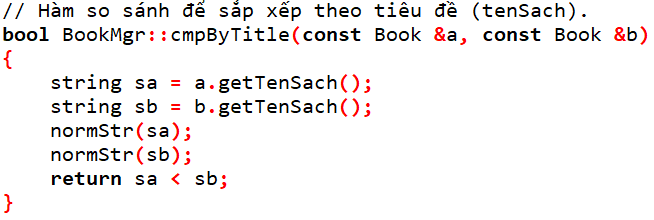 // Hàm so sánh để sắp xếp theo tiêu đề (tenSach).
bool BookMgr::cmpByTitle(const Book &a, const Book &b)
{
    string sa = a.getTenSach();
    string sb = b.getTenSach();
    normStr(sa);
    normStr(sb);
    return sa < sb;
}